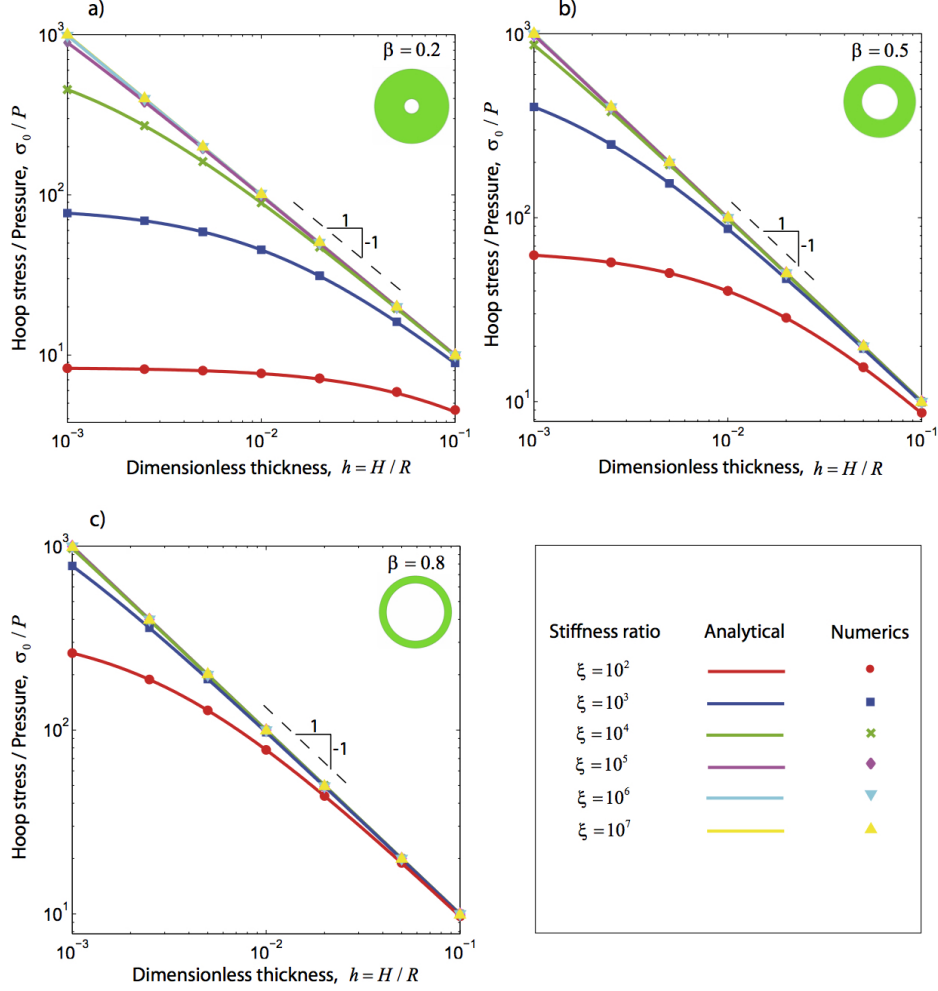 a)
β = 0.2
Hoop stress / Pressure, σ₀ / P
10³
10²
10¹
1
-1
10⁻³
10⁻²
10⁻¹
Dimensionless thickness, h = H / R
b)
β = 0.5
Hoop stress / Pressure, σ₀ / P
10³
10²
10¹
1
-1
10⁻³
10⁻²
10⁻¹
Dimensionless thickness, h = H / R
c)
β = 0.8
Hoop stress / Pressure, σ₀ / P
10³
10²
10¹
1
-1
10⁻³
10⁻²
10⁻¹
Dimensionless thickness, h = H / R
Stiffness ratio Analytical Numerics
ξ = 10²
ξ = 10³
ξ = 10⁴
ξ = 10⁵
ξ = 10⁶
ξ = 10⁷